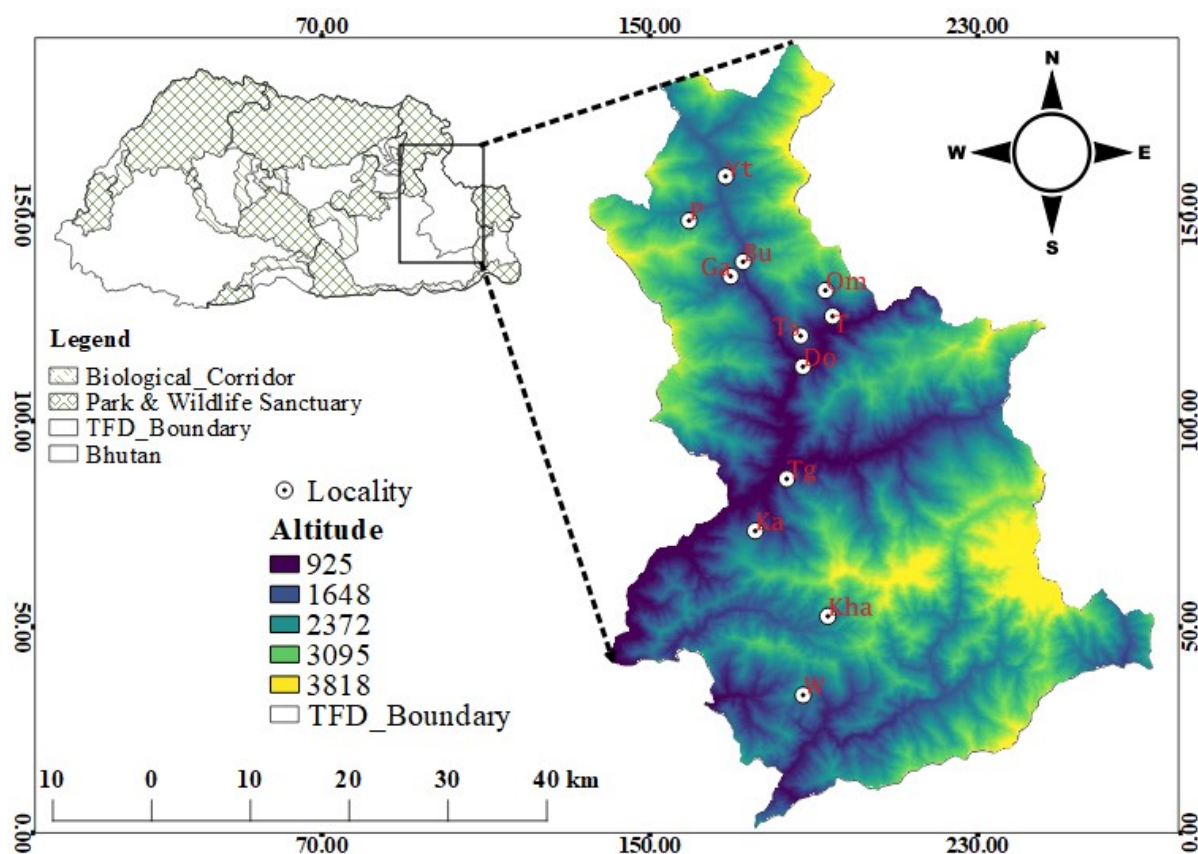 70.00 150.00 230.00
N
W E
S
150.00
100.00
50.00
0.00
150.00
100.00
50.00
0.00
Yt
P
Bu
Ga
Om
T
Ts
Do
Tg
Ka
Kha
W
Legend
Biological_Corridor
Park & Wildlife Sanctuary
TFD_Boundary
Bhutan
Locality
Altitude
925
1648
2372
3095
3818
TFD_Boundary
10 0 10 20 30 40 km
70.00 150.00 230.00